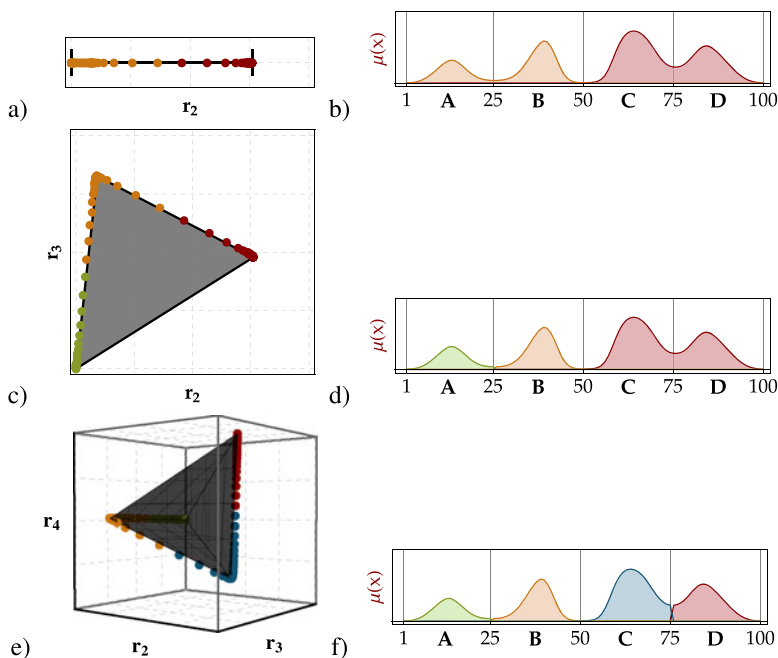 a)
r2
b)
μ(x)
1 A 25 B 50 C 75 D 100
c)
r3
r2
d)
μ(x)
1 A 25 B 50 C 75 D 100
e)
r4
r2
r3
f)
μ(x)
1 A 25 B 50 C 75 D 100